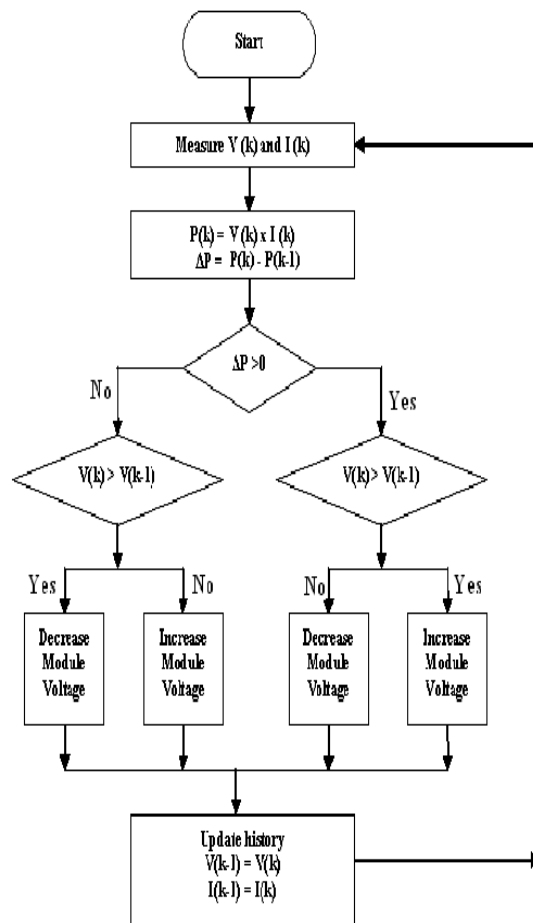 Start
Measure V (k) and I (k)
P(k) = V (k) x I (k)
ΔP = P(k) - P(k-1)
ΔP >0
No
Yes
V(k) > V(k-1)
V(k) > V(k-1)
Yes
No
No
Yes
Decrease
Module
Voltage
Increase
Module
Voltage
Decrease
Module
Voltage
Increase
Module
Voltage
Update history
V(k-1) = V(k)
I(k-1) = I(k)